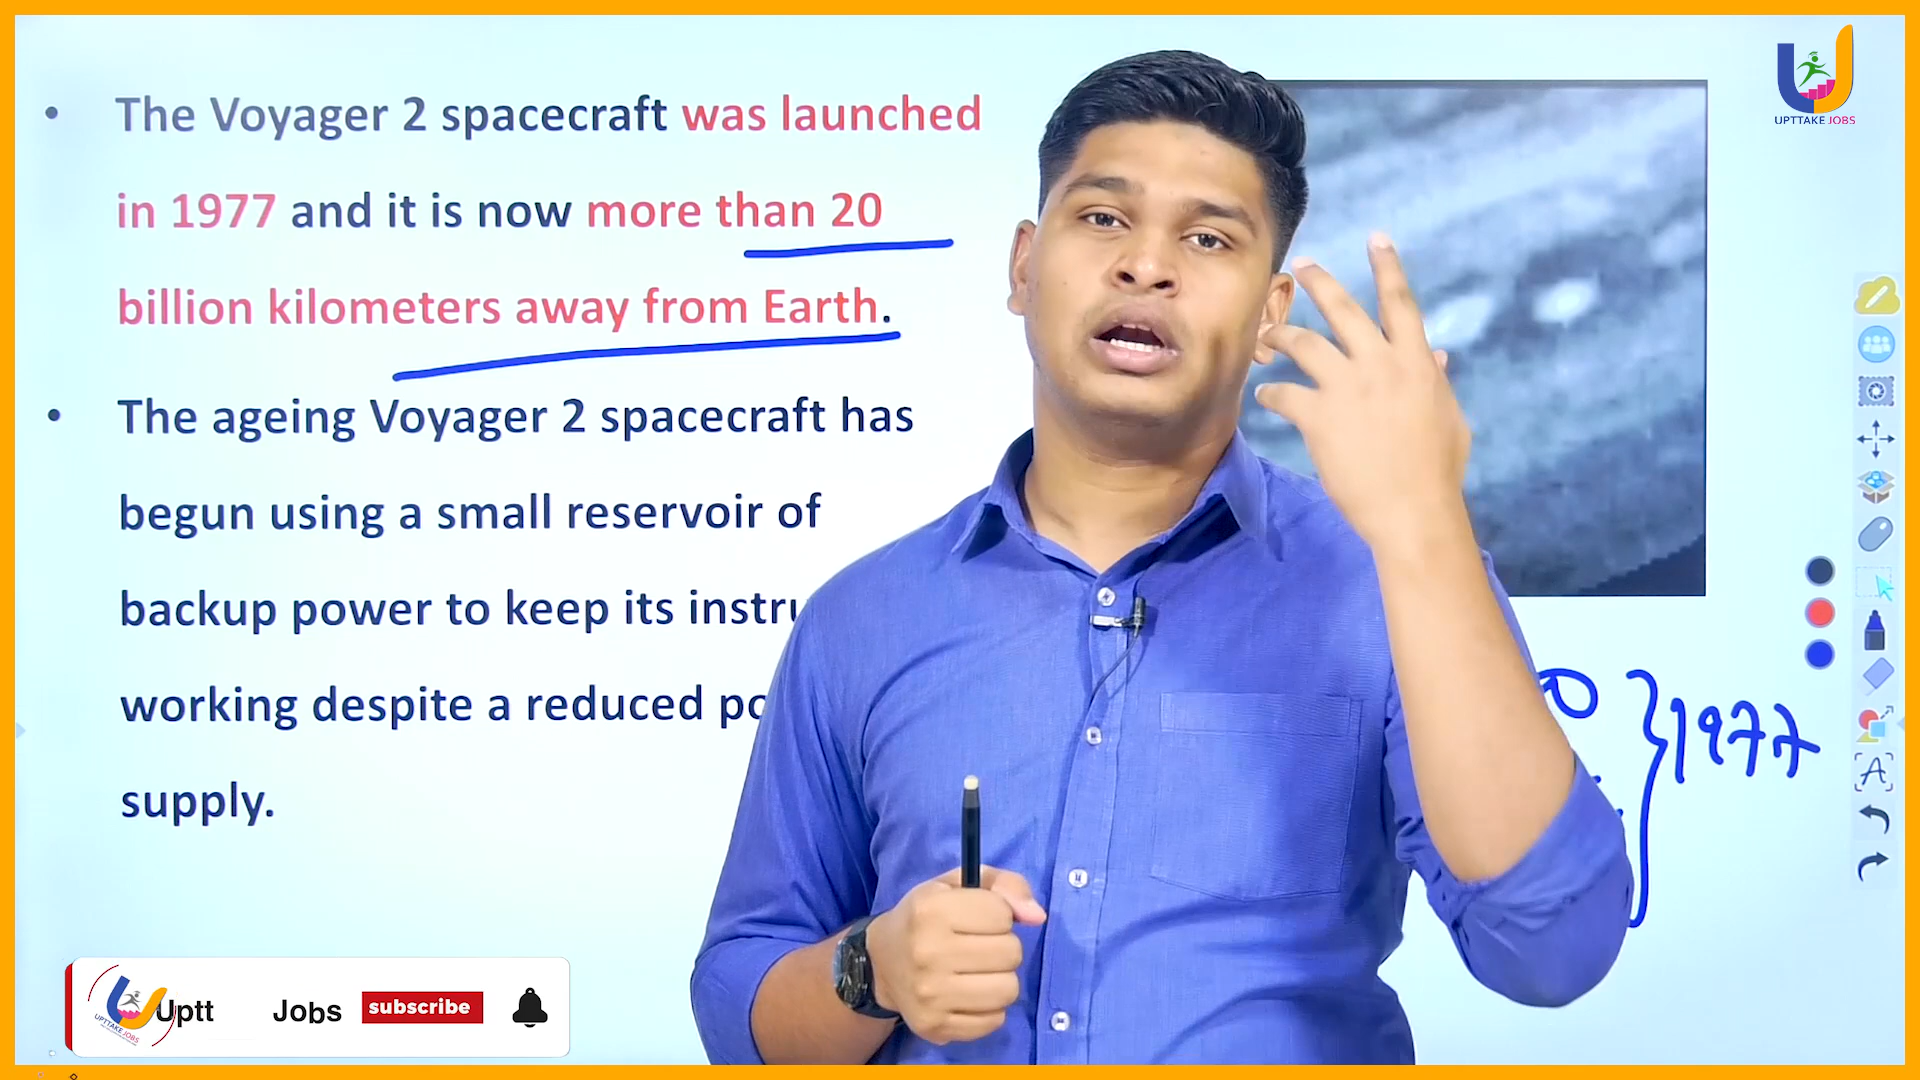 The Voyager 2 spacecraft was launched
in 1977 and it is now more than 20
billion kilometers away from Earth.
The ageing Voyager 2 spacecraft has
begun using a small reservoir of
backup power to keep its instru
working despite a reduced po
supply.
UPTTAKE JOBS
1977
A
UPTTAKE JOBS
Uptt Jobs subscribe